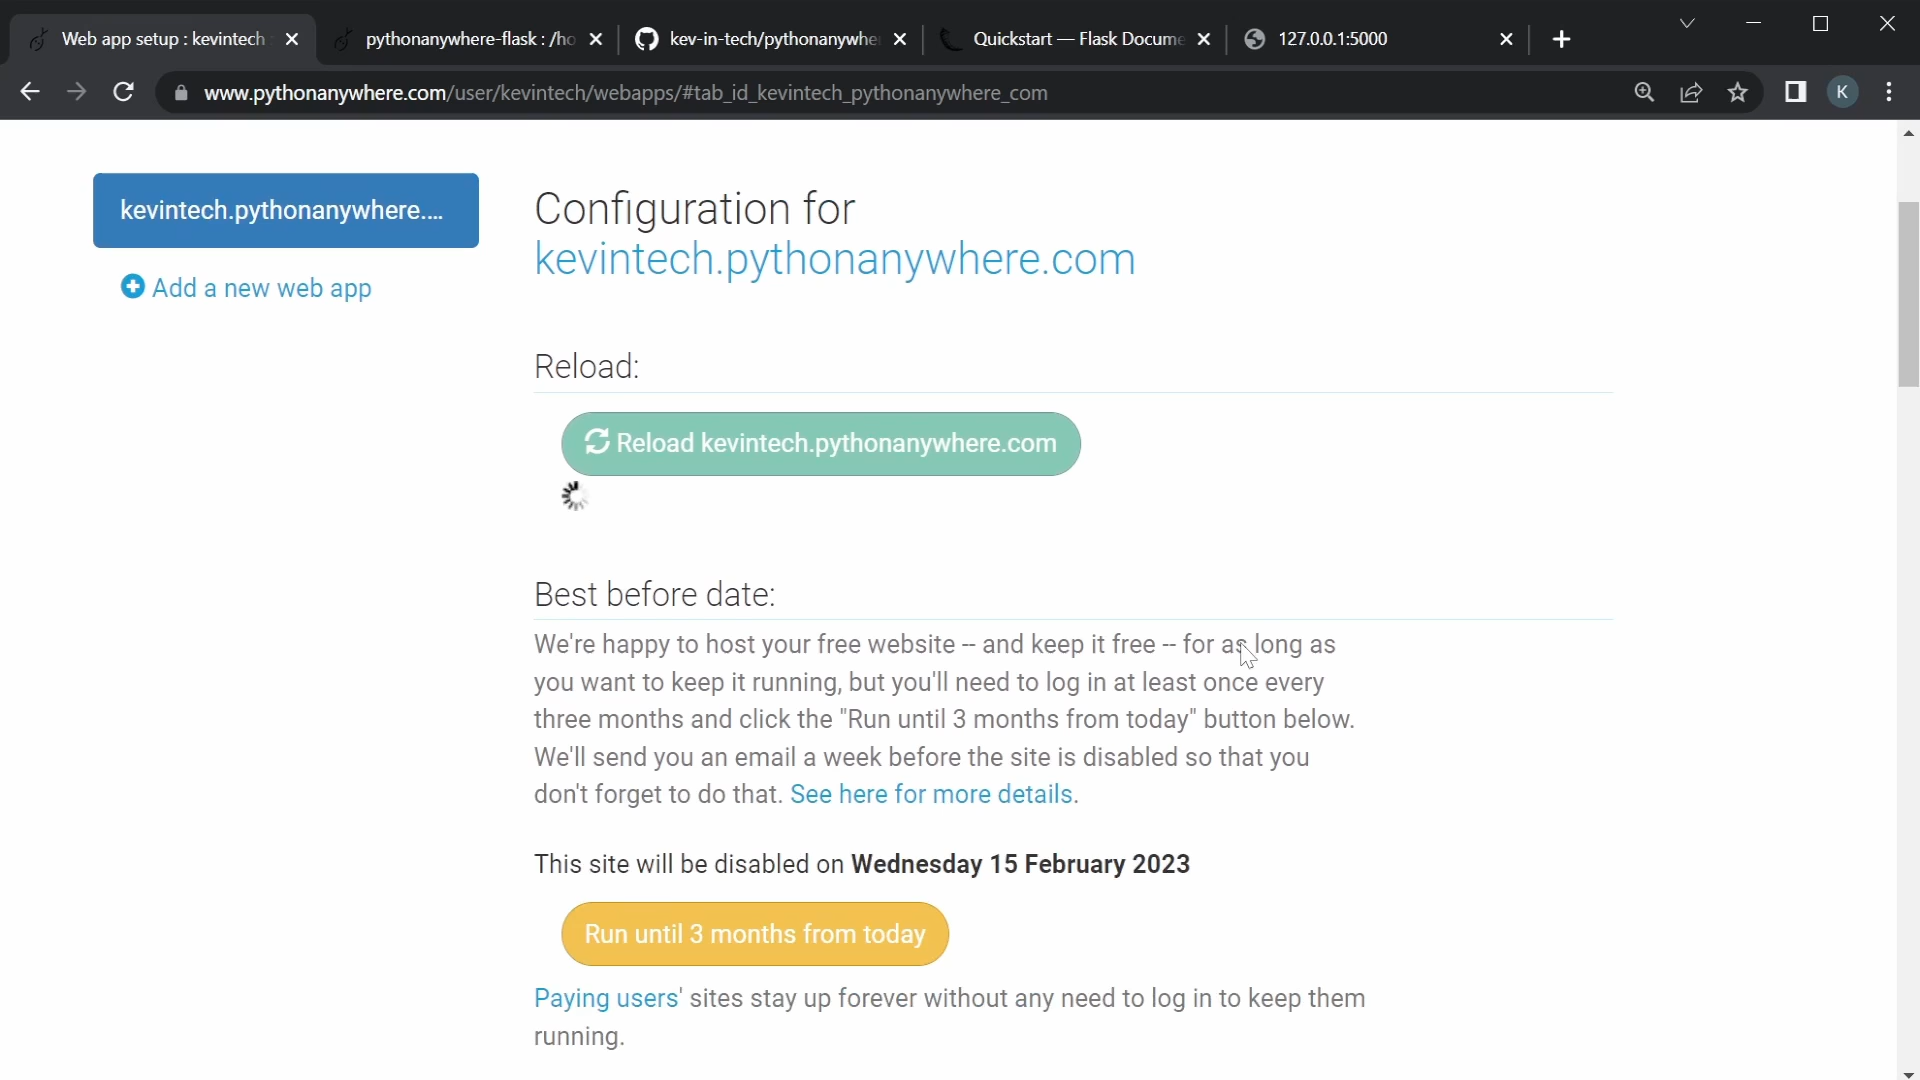 Web app setup : kevintech
pythonanywhere-flask : /ho
kev-in-tech/pythonanywhe
Quickstart — Flask Docume
127.0.0.1:5000
www.pythonanywhere.com/user/kevintech/webapps/#tab_id_kevintech_pythonanywhere_com
K
kevintech.pythonanywhere....
Add a new web app
Configuration for
kevintech.pythonanywhere.com
Reload:
Reload kevintech.pythonanywhere.com
Best before date:
We're happy to host your free website -- and keep it free -- for as long as
you want to keep it running, but you'll need to log in at least once every
three months and click the "Run until 3 months from today" button below.
We'll send you an email a week before the site is disabled so that you
don't forget to do that. See here for more details.
This site will be disabled on Wednesday 15 February 2023
Run until 3 months from today
Paying users' sites stay up forever without any need to log in to keep them
running.